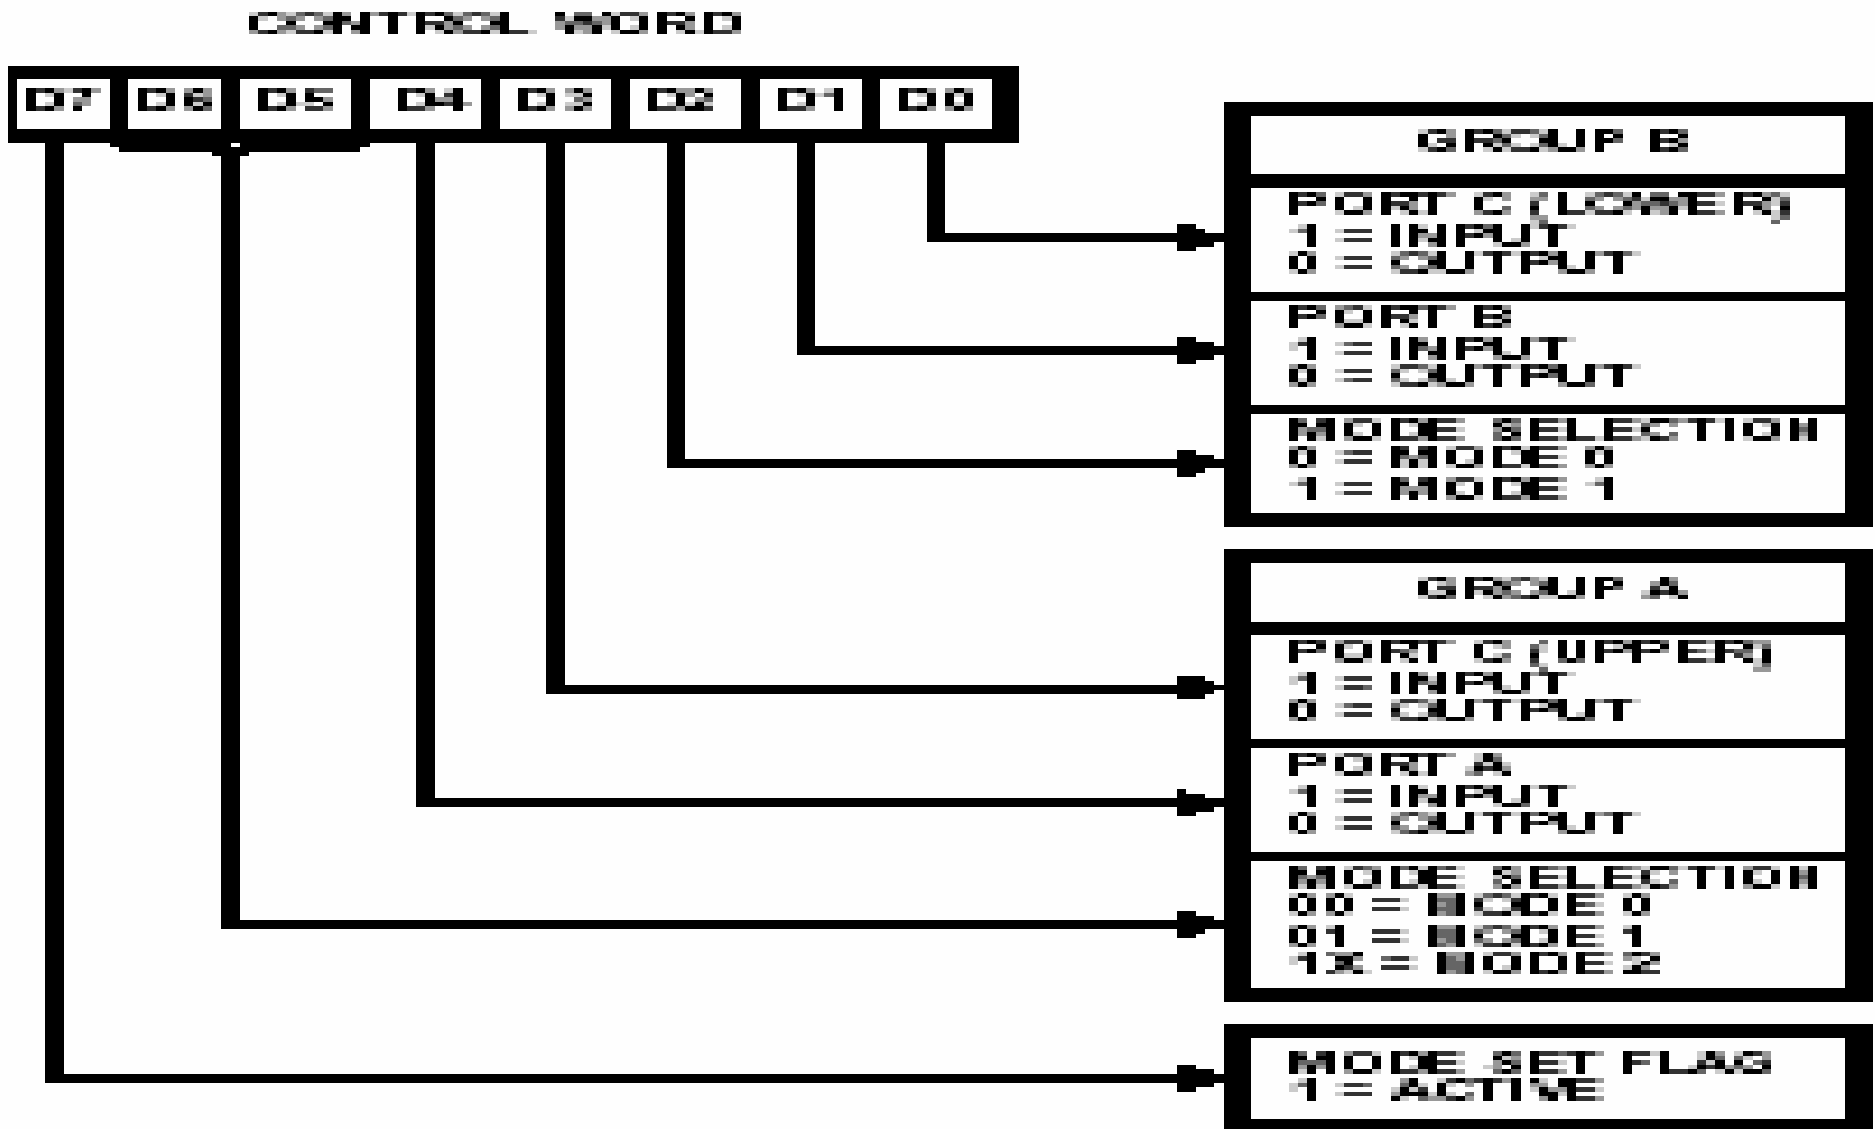 CONTROL WORD
D7 D6 D5 D4 D3 D2 D1 D0
GROUP B
PORT C (LOWER)
1 = INPUT
0 = OUTPUT
PORT B
1 = INPUT
0 = OUTPUT
MODE SELECTION
0 = MODE 0
1 = MODE 1
GROUP A
PORT C (UPPER)
1 = INPUT
0 = OUTPUT
PORT A
1 = INPUT
0 = OUTPUT
MODE SELECTION
00 = MODE 0
01 = MODE 1
1X = MODE 2
MODE SET FLAG
1 = ACTIVE